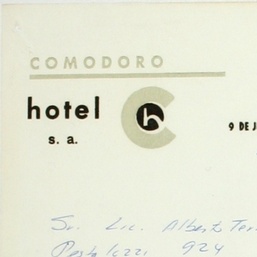 COMODORO
hotel
s. a.
9 DE J
Sr. Lic. Alberto Ter
Pestalozzi 924